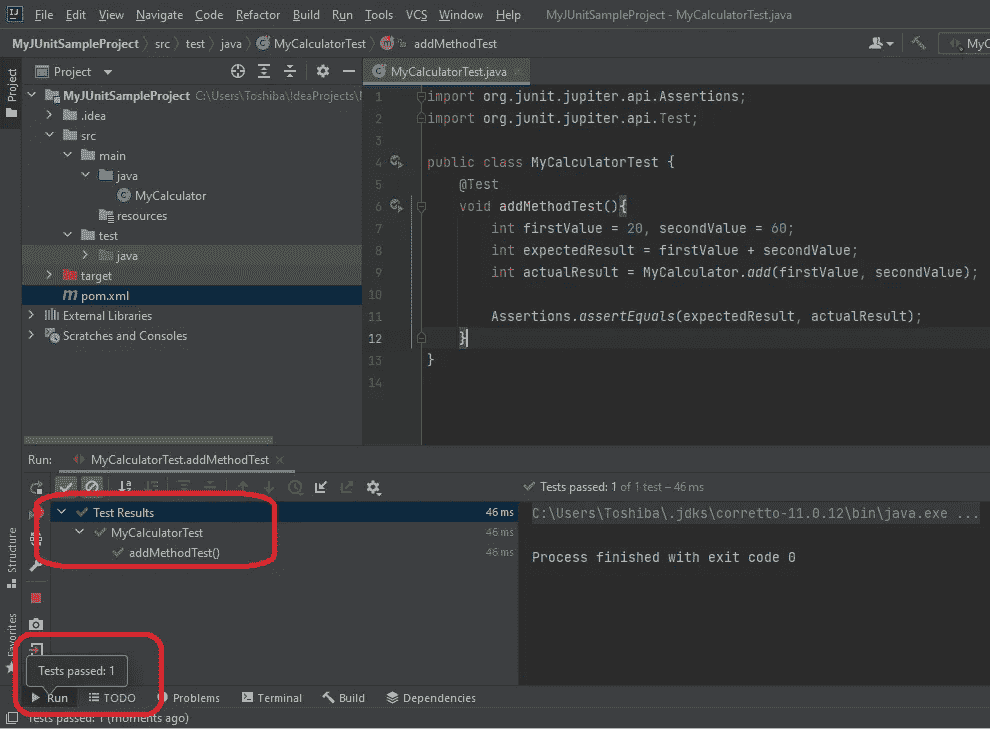 File Edit View Navigate Code Refactor Build Run Tools VCS Window Help MyJUnitSampleProject - MyCalculatorTest.java
MyJUnitSampleProject src test java MyCalculatorTest addMethodTest
Project
Project
MyCalculatorTest.java
MyJUnitSampleProject C:\Users\Toshiba\IdeaProjects\
.idea
src
main
java
MyCalculator
resources
test
java
target
pom.xml
External Libraries
Scratches and Consoles
1 import org.junit.jupiter.api.Assertions;
2 import org.junit.jupiter.api.Test;
3
4 public class MyCalculatorTest {
5 @Test
6 void addMethodTest(){
7 int firstValue = 20, secondValue = 60;
8 int expectedResult = firstValue + secondValue;
9 int actualResult = MyCalculator.add(firstValue, secondValue);
10
11 Assertions.assertEquals(expectedResult, actualResult);
12 }
13 }
14
Run: MyCalculatorTest.addMethodTest
Tests passed: 1 of 1 test – 46 ms
Test Results 46 ms
MyCalculatorTest 46 ms
addMethodTest() 46 ms
C:\Users\Toshiba\.jdks\corretto-11.0.12\bin\java.exe ...
Process finished with exit code 0
Structure
Favorites
Tests passed: 1
Run TODO Problems Terminal Build Dependencies
Tests passed: 1 (moments ago)